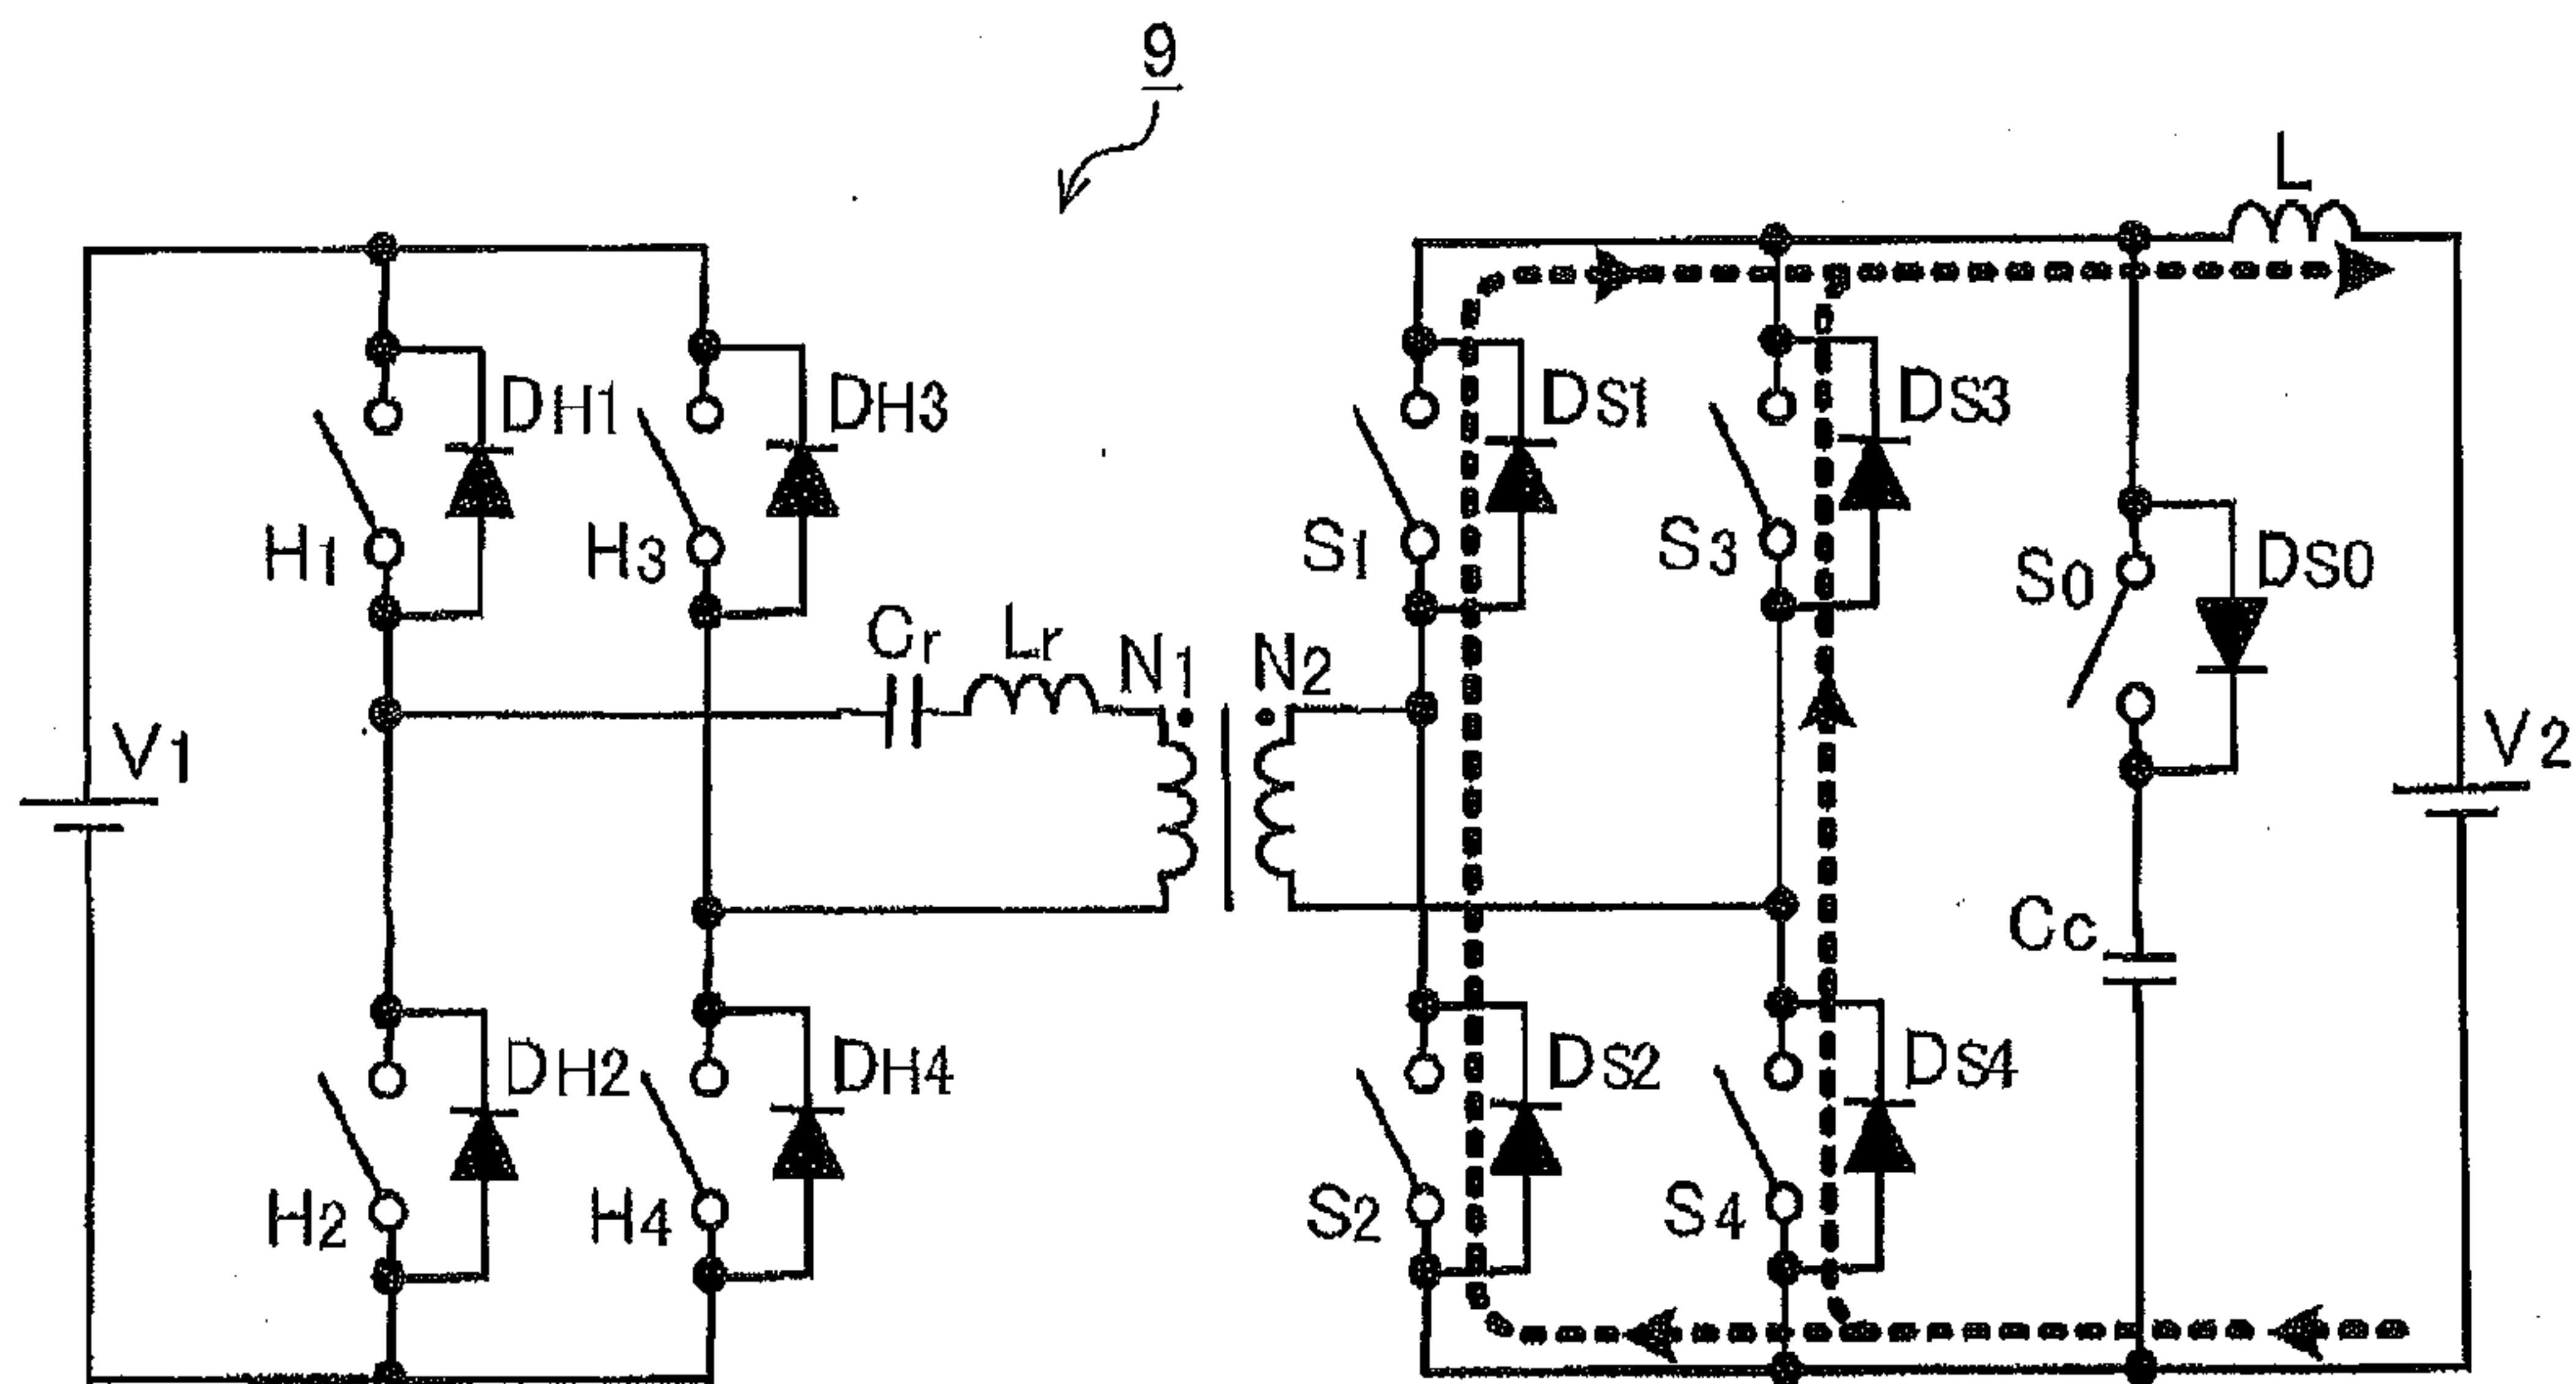 9
L
DH1
DH3
DS1
DS3
H1
H3
S1
S3
S0
DS0
Cr
Lr
N1
N2
V1
V2
Cc
DH2
DH4
DS2
DS4
H2
H4
S2
S4